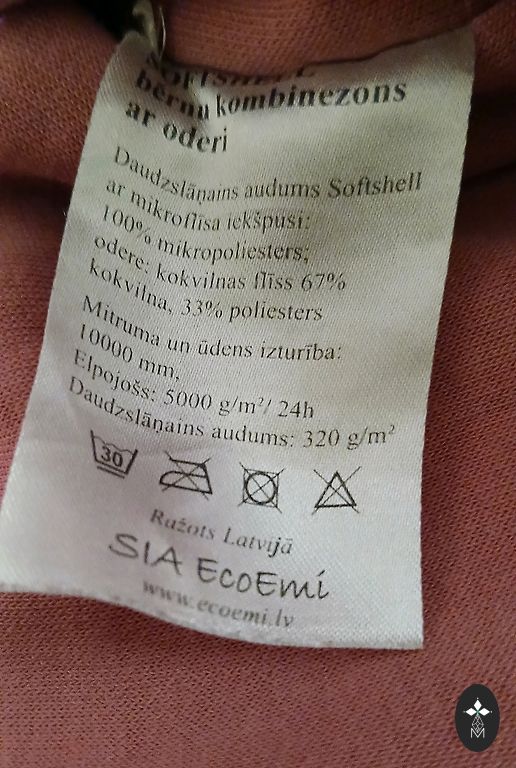 SOFTSHELL
bērnu kombinezons
ar oderi
Daudzslāņains audums Softshell
ar mikroflīsa iekšpusi:
100% mikropoliesters;
odere: kokvilnas flīss 67%
kokvilna, 33% poliesters
Mitruma un ūdens izturība:
10000 mm,
Elpojošs: 5000 g/m²/ 24h
Daudzslāņains audums: 320 g/m²
30
Ražots Latvijā
SIA EcoEmi
www.ecoemi.lv
M